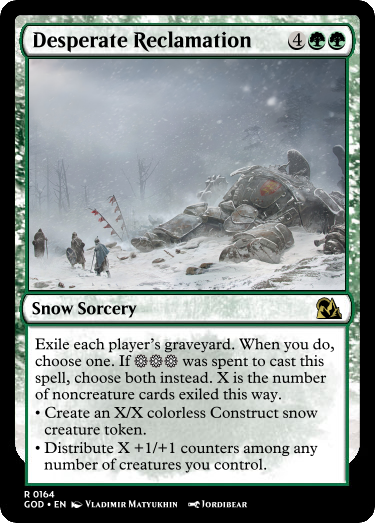 Desperate Reclamation 4
Snow Sorcery
Exile each player's graveyard. When you do,
choose one. If was spent to cast this
spell, choose both instead. X is the number
of noncreature cards exiled this way.
• Create an X/X colorless Construct snow
creature token.
• Distribute X +1/+1 counters among any
number of creatures you control.
R 0164
GOD • EN Vladimir Matyukhin Jordibear